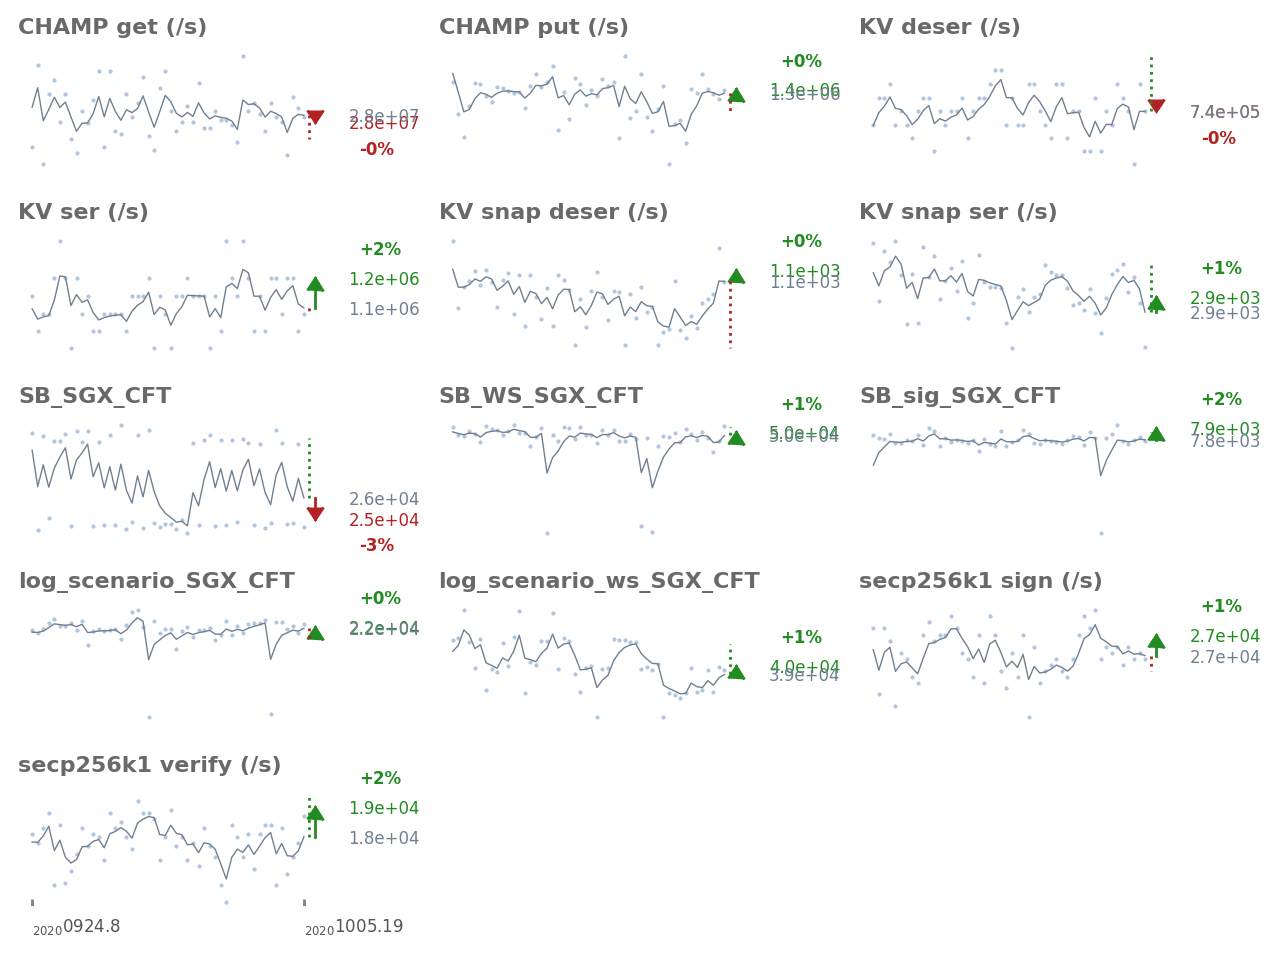 CHAMP get (/s)
2.8e+07
2.8e+07
-0%
CHAMP put (/s)
+0%
1.4e+06
KV deser (/s)
7.4e+05
-0%
KV ser (/s)
+2%
1.2e+06
1.1e+06
KV snap deser (/s)
+0%
1.1e+03
1.1e+03
KV snap ser (/s)
+1%
2.9e+03
2.9e+03
SB_SGX_CFT
2.6e+04
2.5e+04
-3%
SB_WS_SGX_CFT
+1%
5.0e+04
SB_sig_SGX_CFT
+2%
7.9e+03
7.8e+03
log_scenario_SGX_CFT
+0%
2.2e+04
log_scenario_ws_SGX_CFT
+1%
4.0e+04
3.9e+04
secp256k1 sign (/s)
+1%
2.7e+04
2.7e+04
secp256k1 verify (/s)
+2%
1.9e+04
1.8e+04
20200924.8
20201005.19